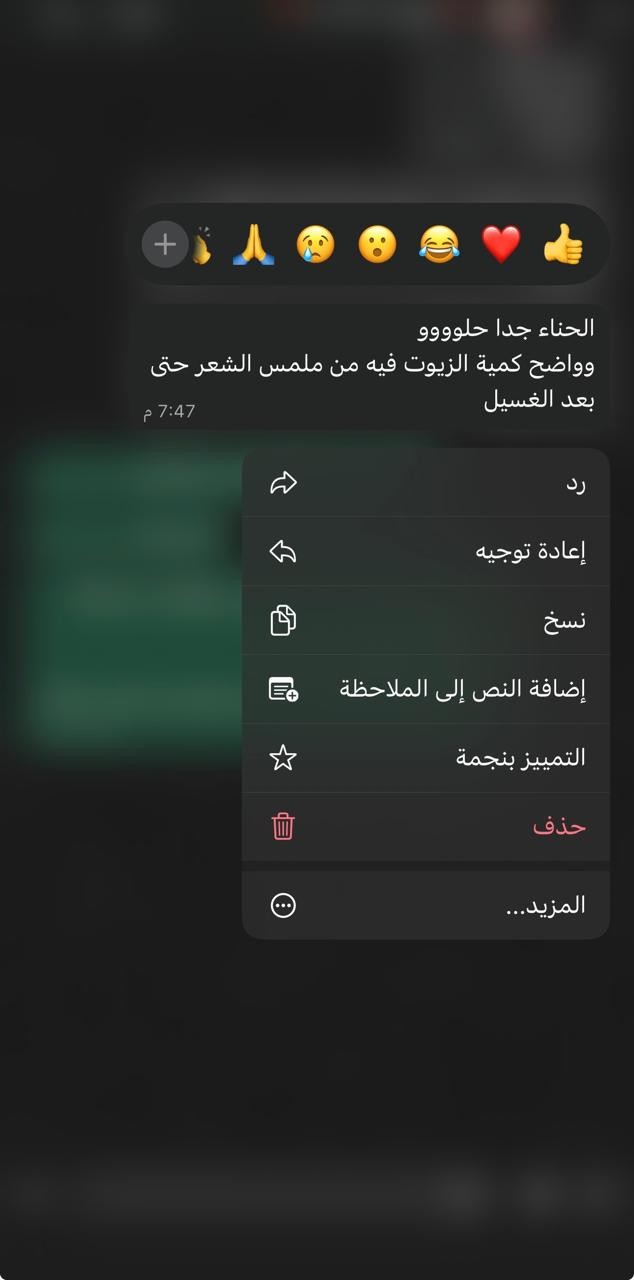 الحناء جدا حلوووو
وواضح كمية الزيوت فيه من ملمس الشعر حتى
بعد الغسيل
7:47 م
رد
إعادة توجيه
نسخ
إضافة النص إلى الملاحظة
التمييز بنجمة
حذف
المزيد...